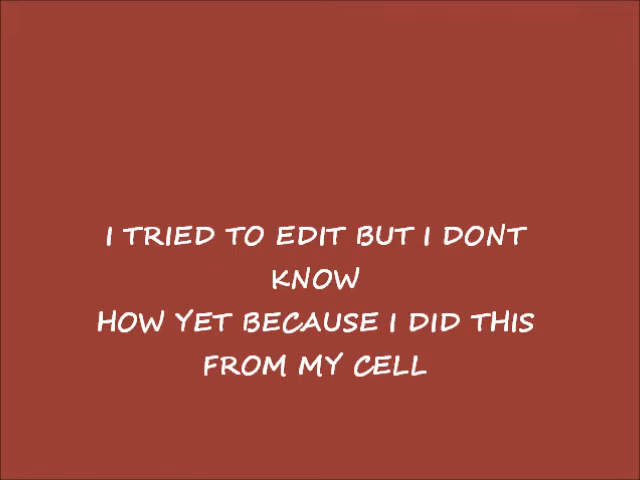 I TRIED TO EDIT BUT I DONT
KNOW
HOW YET BECAUSE I DID THIS
FROM MY CELL